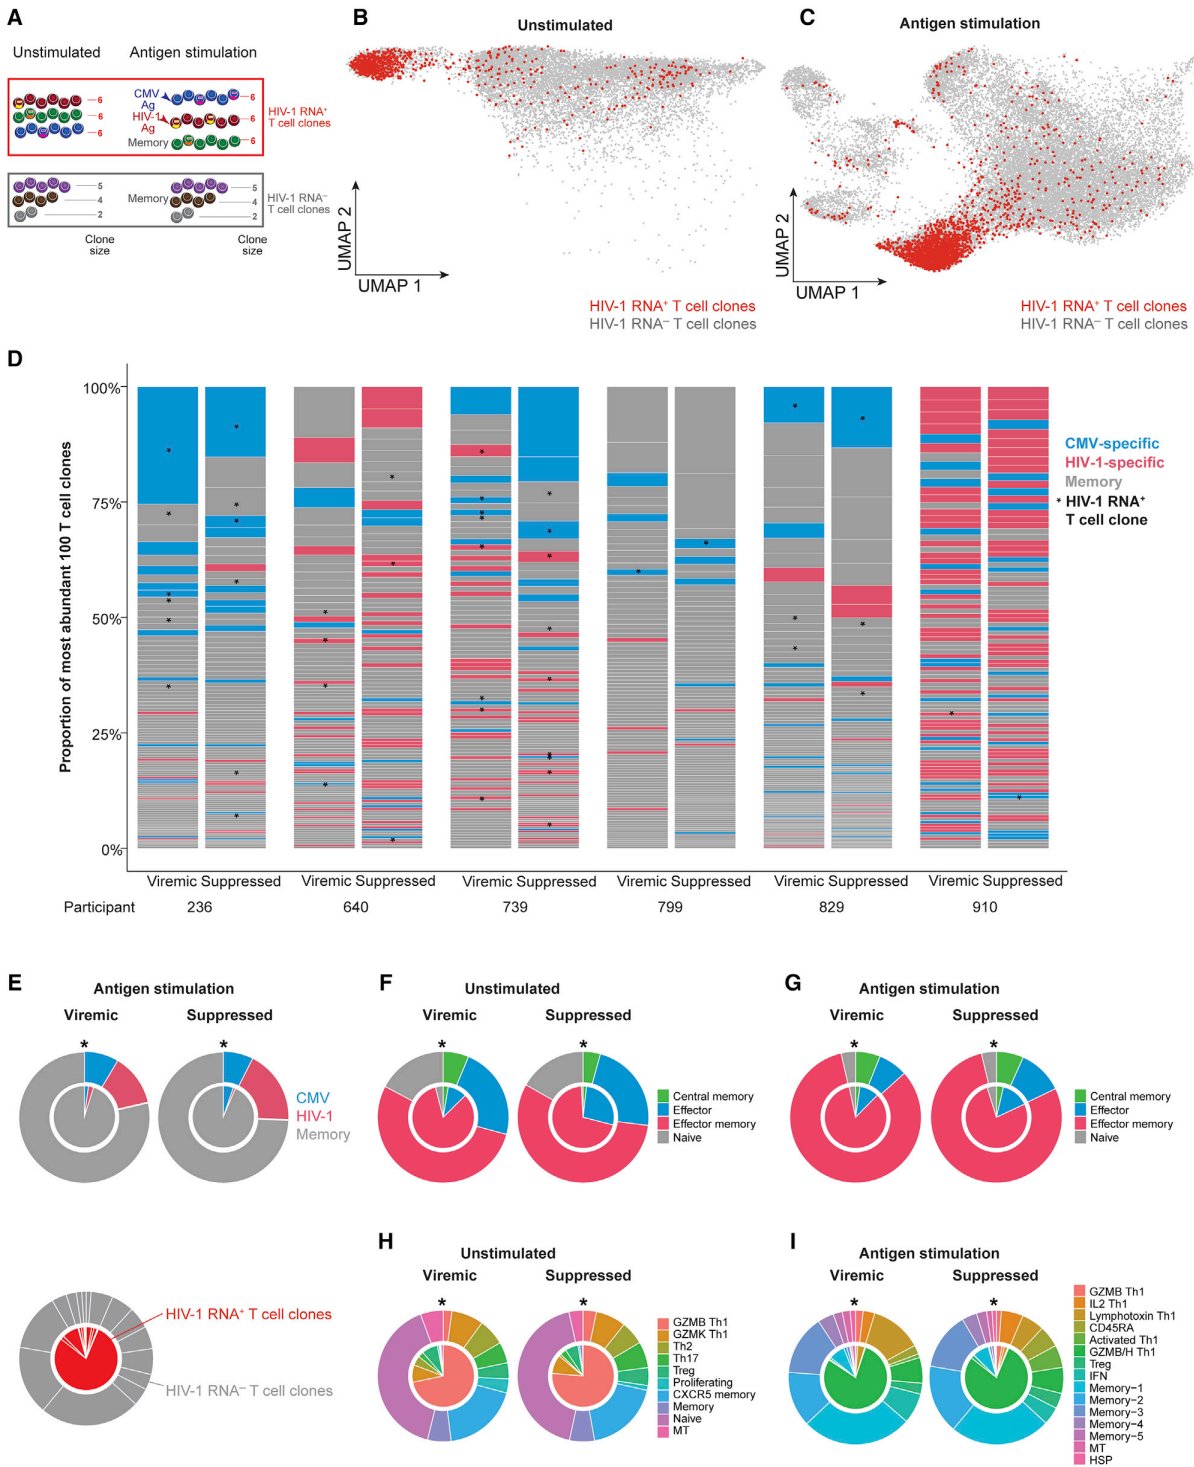 A
Unstimulated
Antigen stimulation
CMV
Ag
HIV-1
Ag
Memory
6
6
6
6
6
6
HIV-1 RNA⁺
T cell clones
5
4
2
Memory
5
4
2
HIV-1 RNA⁻
T cell clones
Clone
size
Clone
size
B
Unstimulated
UMAP 2
UMAP 1
HIV-1 RNA⁺ T cell clones
HIV-1 RNA⁻ T cell clones
C
Antigen stimulation
UMAP 2
UMAP 1
HIV-1 RNA⁺ T cell clones
HIV-1 RNA⁻ T cell clones
D
Proportion of most abundant 100 T cell clones
100%
75%
50%
25%
0%
CMV-specific
HIV-1-specific
Memory
* HIV-1 RNA⁺
T cell clone
Viremic Suppressed Viremic Suppressed Viremic Suppressed Viremic Suppressed Viremic Suppressed Viremic Suppressed
Participant 236 640 739 799 829 910
E
Antigen stimulation
Viremic Suppressed
* *
CMV
HIV-1
Memory
HIV-1 RNA⁺ T cell clones
HIV-1 RNA⁻ T cell clones
F
Unstimulated
Viremic Suppressed
* *
Central memory
Effector
Effector memory
Naive
G
Antigen stimulation
Viremic Suppressed
* *
Central memory
Effector
Effector memory
Naive
H
Unstimulated
Viremic Suppressed
* *
GZMB Th1
GZMK Th1
Th2
Th17
Treg
Proliferating
CXCR5 memory
Memory
Naive
MT
I
Antigen stimulation
Viremic Suppressed
* *
GZMB Th1
IL2 Th1
Lymphotoxin Th1
CD45RA
Activated Th1
GZMB/H Th1
Treg
IFN
Memory−1
Memory−2
Memory−3
Memory−4
Memory−5
MT
HSP